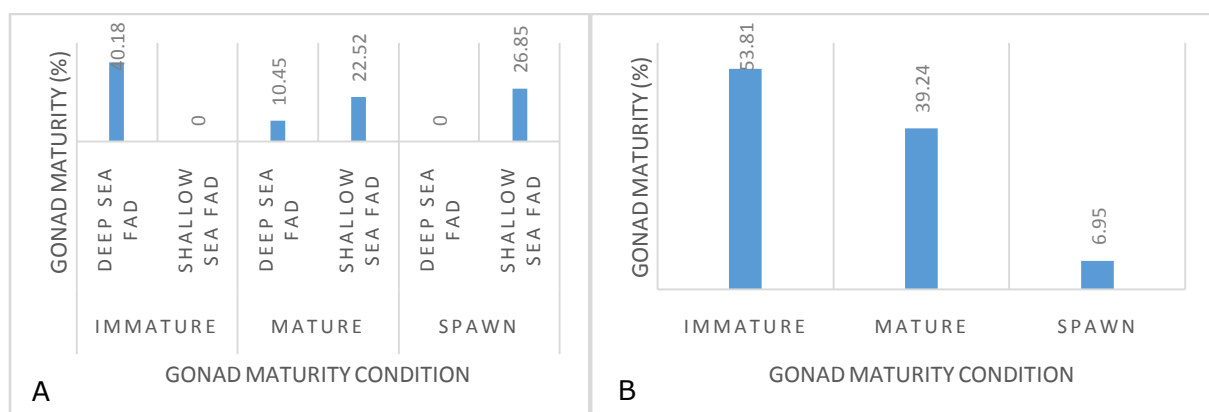 GONAD MATURITY (%)
40.18
0
10.45
22.52
0
26.85
DEEP SEA
FAD
SHALLOW
SEA FAD
DEEP SEA
FAD
SHALLOW
SEA FAD
DEEP SEA
FAD
SHALLOW
SEA FAD
IMMATURE
MATURE
SPAWN
GONAD MATURITY CONDITION
A
GONAD MATURITY (%)
53.81
39.24
6.95
IMMATURE
MATURE
SPAWN
GONAD MATURITY CONDITION
B